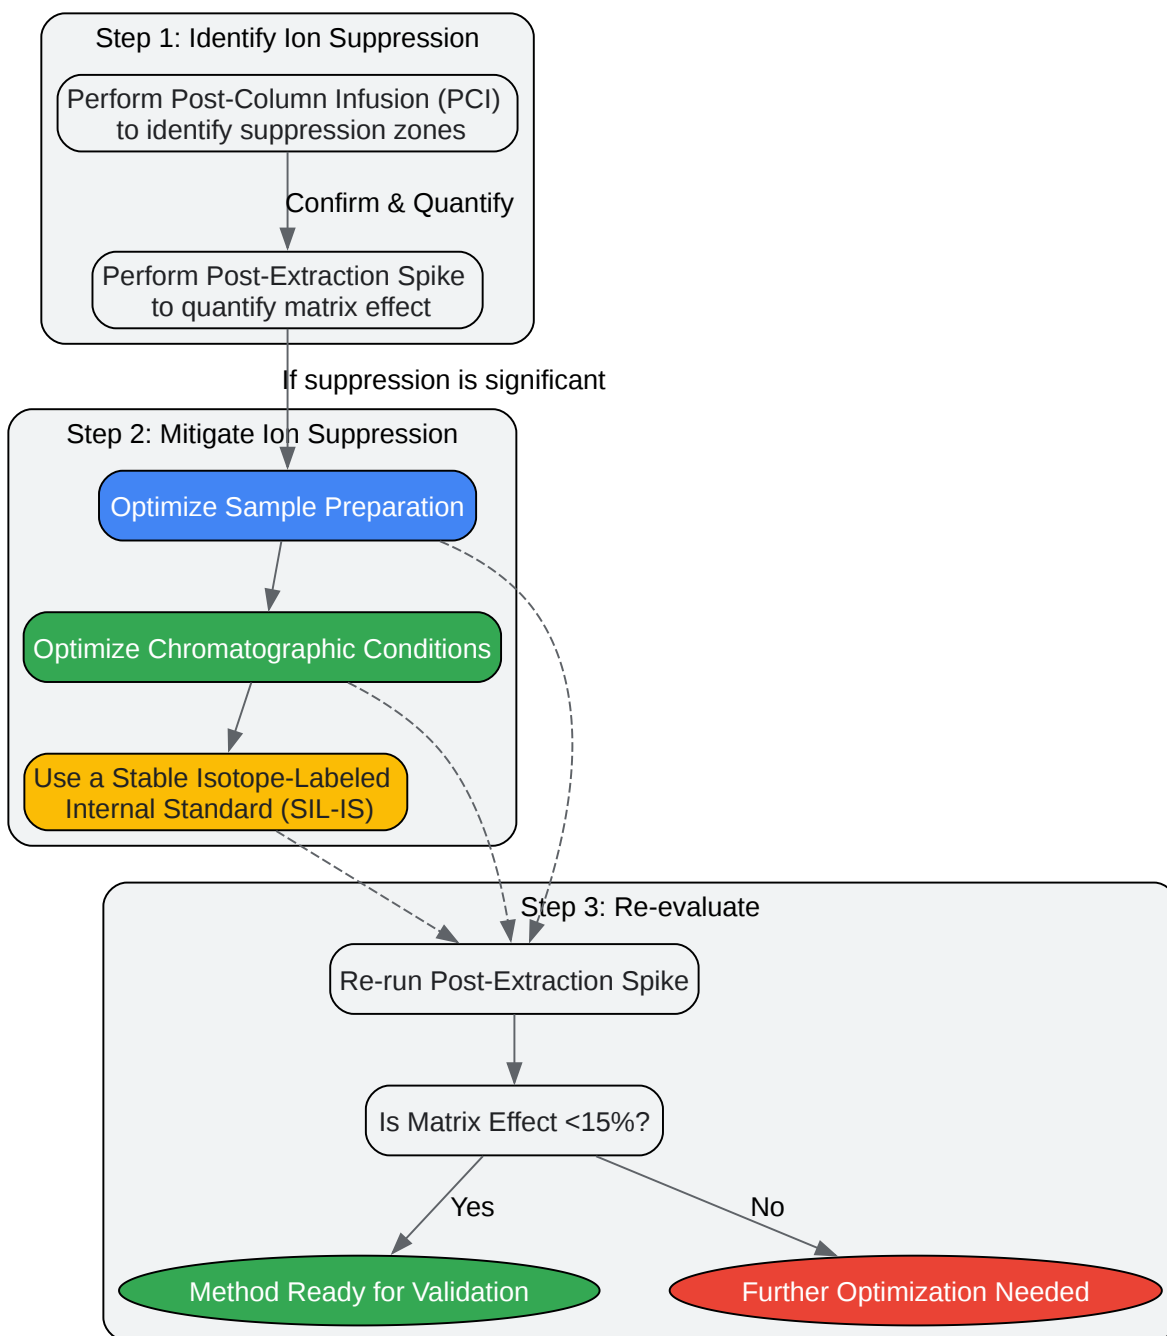 Step 1: Identify Ion Suppression
Perform Post-Column Infusion (PCI)
to identify suppression zones
Confirm & Quantify
Perform Post-Extraction Spike
to quantify matrix effect
If suppression is significant
Step 2: Mitigate Ion Suppression
Optimize Sample Preparation
Optimize Chromatographic Conditions
Use a Stable Isotope-Labeled
Internal Standard (SIL-IS)
Step 3: Re-evaluate
Re-run Post-Extraction Spike
Is Matrix Effect <15%?
Yes
No
Method Ready for Validation
Further Optimization Needed